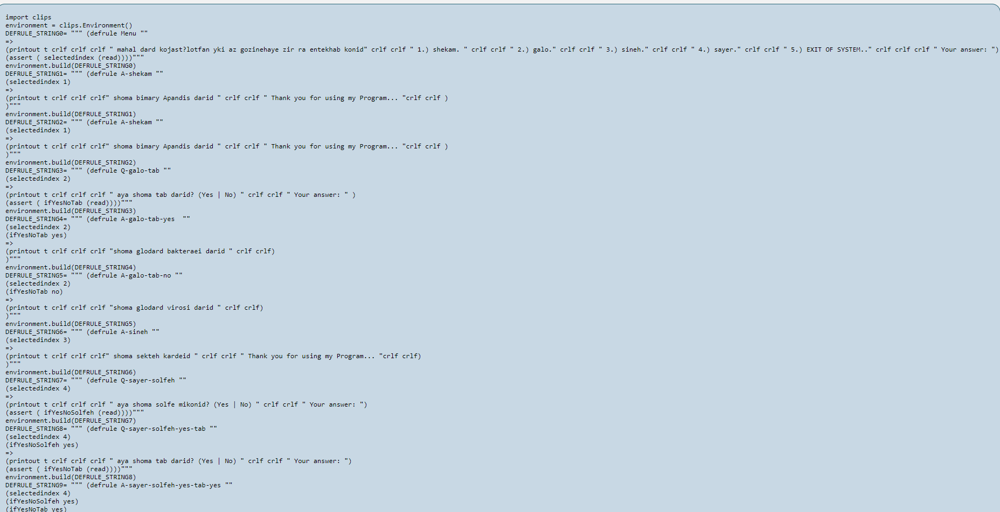 import clips
environment = clips.Environment()
DEFRULE_STRING0= """ (defrule Menu ""
=>
(printout t crlf crlf crlf " mahal dard kojast?lotfan yki az gozinehaye zir ra entekhab konid" crlf crlf " 1.) shekam. " crlf crlf " 2.) galo." crlf crlf " 3.) sineh." crlf crlf " 4.) sayer." crlf crlf " 5.) EXIT OF SYSTEM.." crlf crlf crlf " Your answer: ")
(assert ( selectedindex (read))))"""
environment.build(DEFRULE_STRING0)
DEFRULE_STRING1= """ (defrule A-shekam ""
(selectedindex 1)
=>
(printout t crlf crlf crlf" shoma bimary Apandis darid " crlf crlf " Thank you for using my Program... "crlf crlf )
)"""
environment.build(DEFRULE_STRING1)
DEFRULE_STRING2= """ (defrule A-shekam ""
(selectedindex 1)
=>
(printout t crlf crlf crlf" shoma bimary Apandis darid " crlf crlf " Thank you for using my Program... "crlf crlf )
)"""
environment.build(DEFRULE_STRING2)
DEFRULE_STRING3= """ (defrule Q-galo-tab ""
(selectedindex 2)
=>
(printout t crlf crlf crlf " aya shoma tab darid? (Yes | No) " crlf crlf " Your answer: " )
(assert ( ifYesNoTab (read))))"""
environment.build(DEFRULE_STRING3)
DEFRULE_STRING4= """ (defrule A-galo-tab-yes  ""
(selectedindex 2)
(ifYesNoTab yes)
=>
(printout t crlf crlf crlf "shoma glodard bakteraei darid " crlf crlf)
)"""
environment.build(DEFRULE_STRING4)
DEFRULE_STRING5= """ (defrule A-galo-tab-no ""
(selectedindex 2)
(ifYesNoTab no)
=>
(printout t crlf crlf crlf "shoma glodard virosi darid " crlf crlf)
)"""
environment.build(DEFRULE_STRING5)
DEFRULE_STRING6= """ (defrule A-sineh ""
(selectedindex 3)
=>
(printout t crlf crlf crlf" shoma sekteh kardeid " crlf crlf " Thank you for using my Program... "crlf crlf)
)"""
environment.build(DEFRULE_STRING6)
DEFRULE_STRING7= """ (defrule Q-sayer-solfeh ""
(selectedindex 4)
=>
(printout t crlf crlf crlf " aya shoma solfe mikonid? (Yes | No) " crlf crlf " Your answer: ")
(assert ( ifYesNoSolfeh (read))))"""
environment.build(DEFRULE_STRING7)
DEFRULE_STRING8= """ (defrule Q-sayer-solfeh-yes-tab ""
(selectedindex 4)
(ifYesNoSolfeh yes)
=>
(printout t crlf crlf crlf " aya shoma tab darid? (Yes | No) " crlf crlf " Your answer: ")
(assert ( ifYesNoTab (read))))"""
environment.build(DEFRULE_STRING8)
DEFRULE_STRING9= """ (defrule A-sayer-solfeh-yes-tab-yes ""
(selectedindex 4)
(ifYesNoSolfeh yes)
(ifYesNoTab yes)